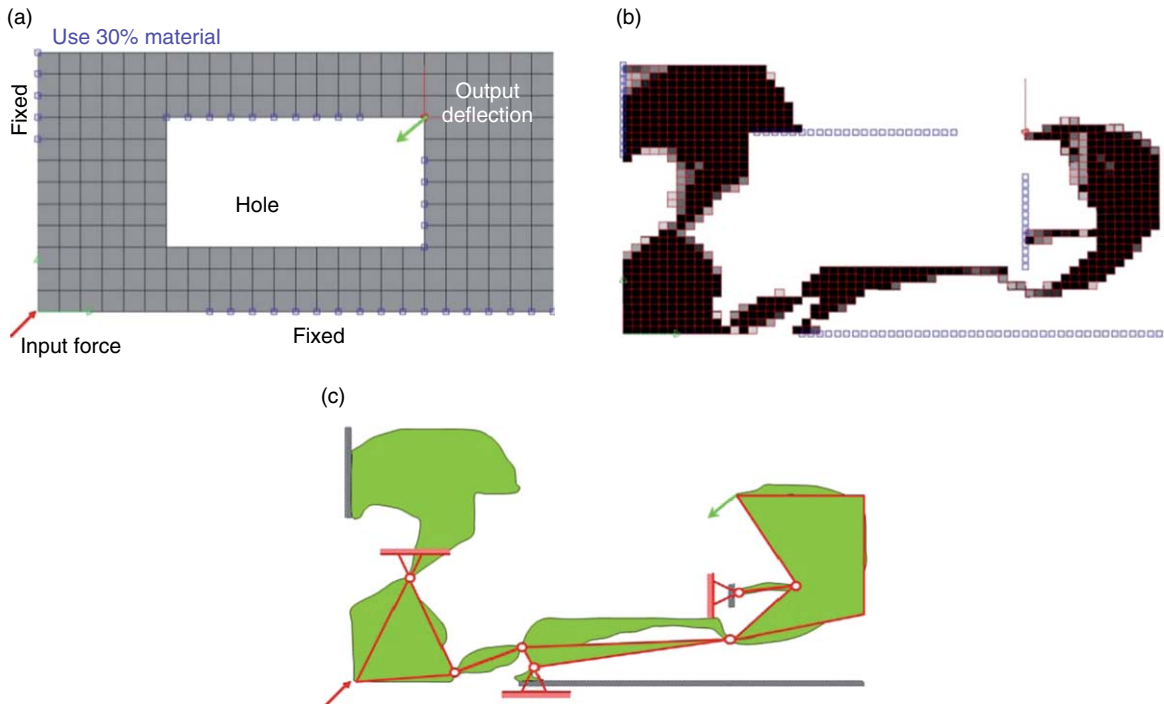 (a)
Use 30% material
Fixed
Output
deflection
Hole
Input force
Fixed
(b)
(c)